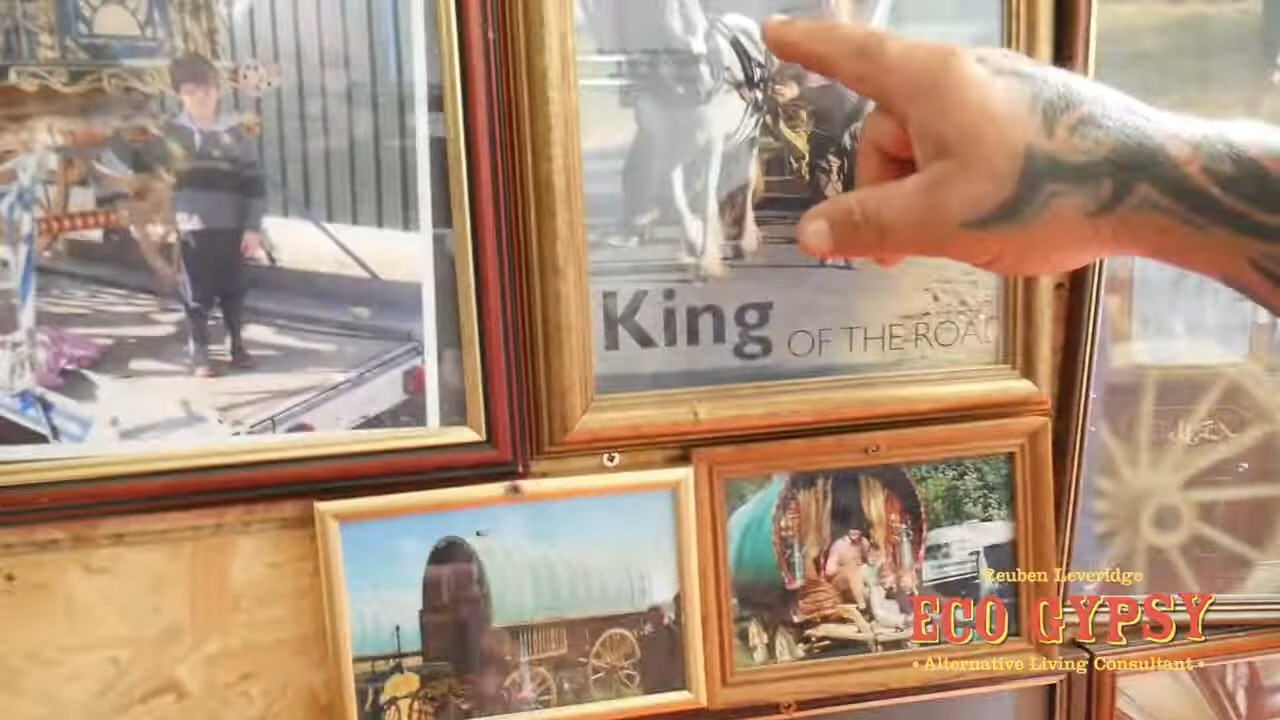 King OF THE ROAD
Reuben Leveridge
ECO GYPSY
• Alternative Living Consultant •